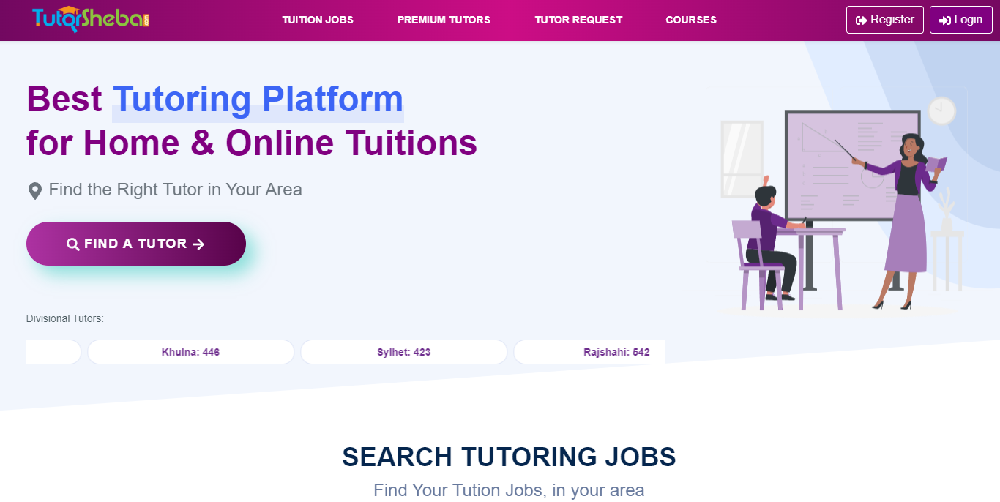 TutorSheba.com
TUITION JOBS
PREMIUM TUTORS
TUTOR REQUEST
COURSES
Register
Login
Best Tutoring Platform
for Home & Online Tuitions
Find the Right Tutor in Your Area
FIND A TUTOR
Divisional Tutors:
Khulna: 446
Sylhet: 423
Rajshahi: 542
SEARCH TUTORING JOBS
Find Your Tution Jobs, in your area